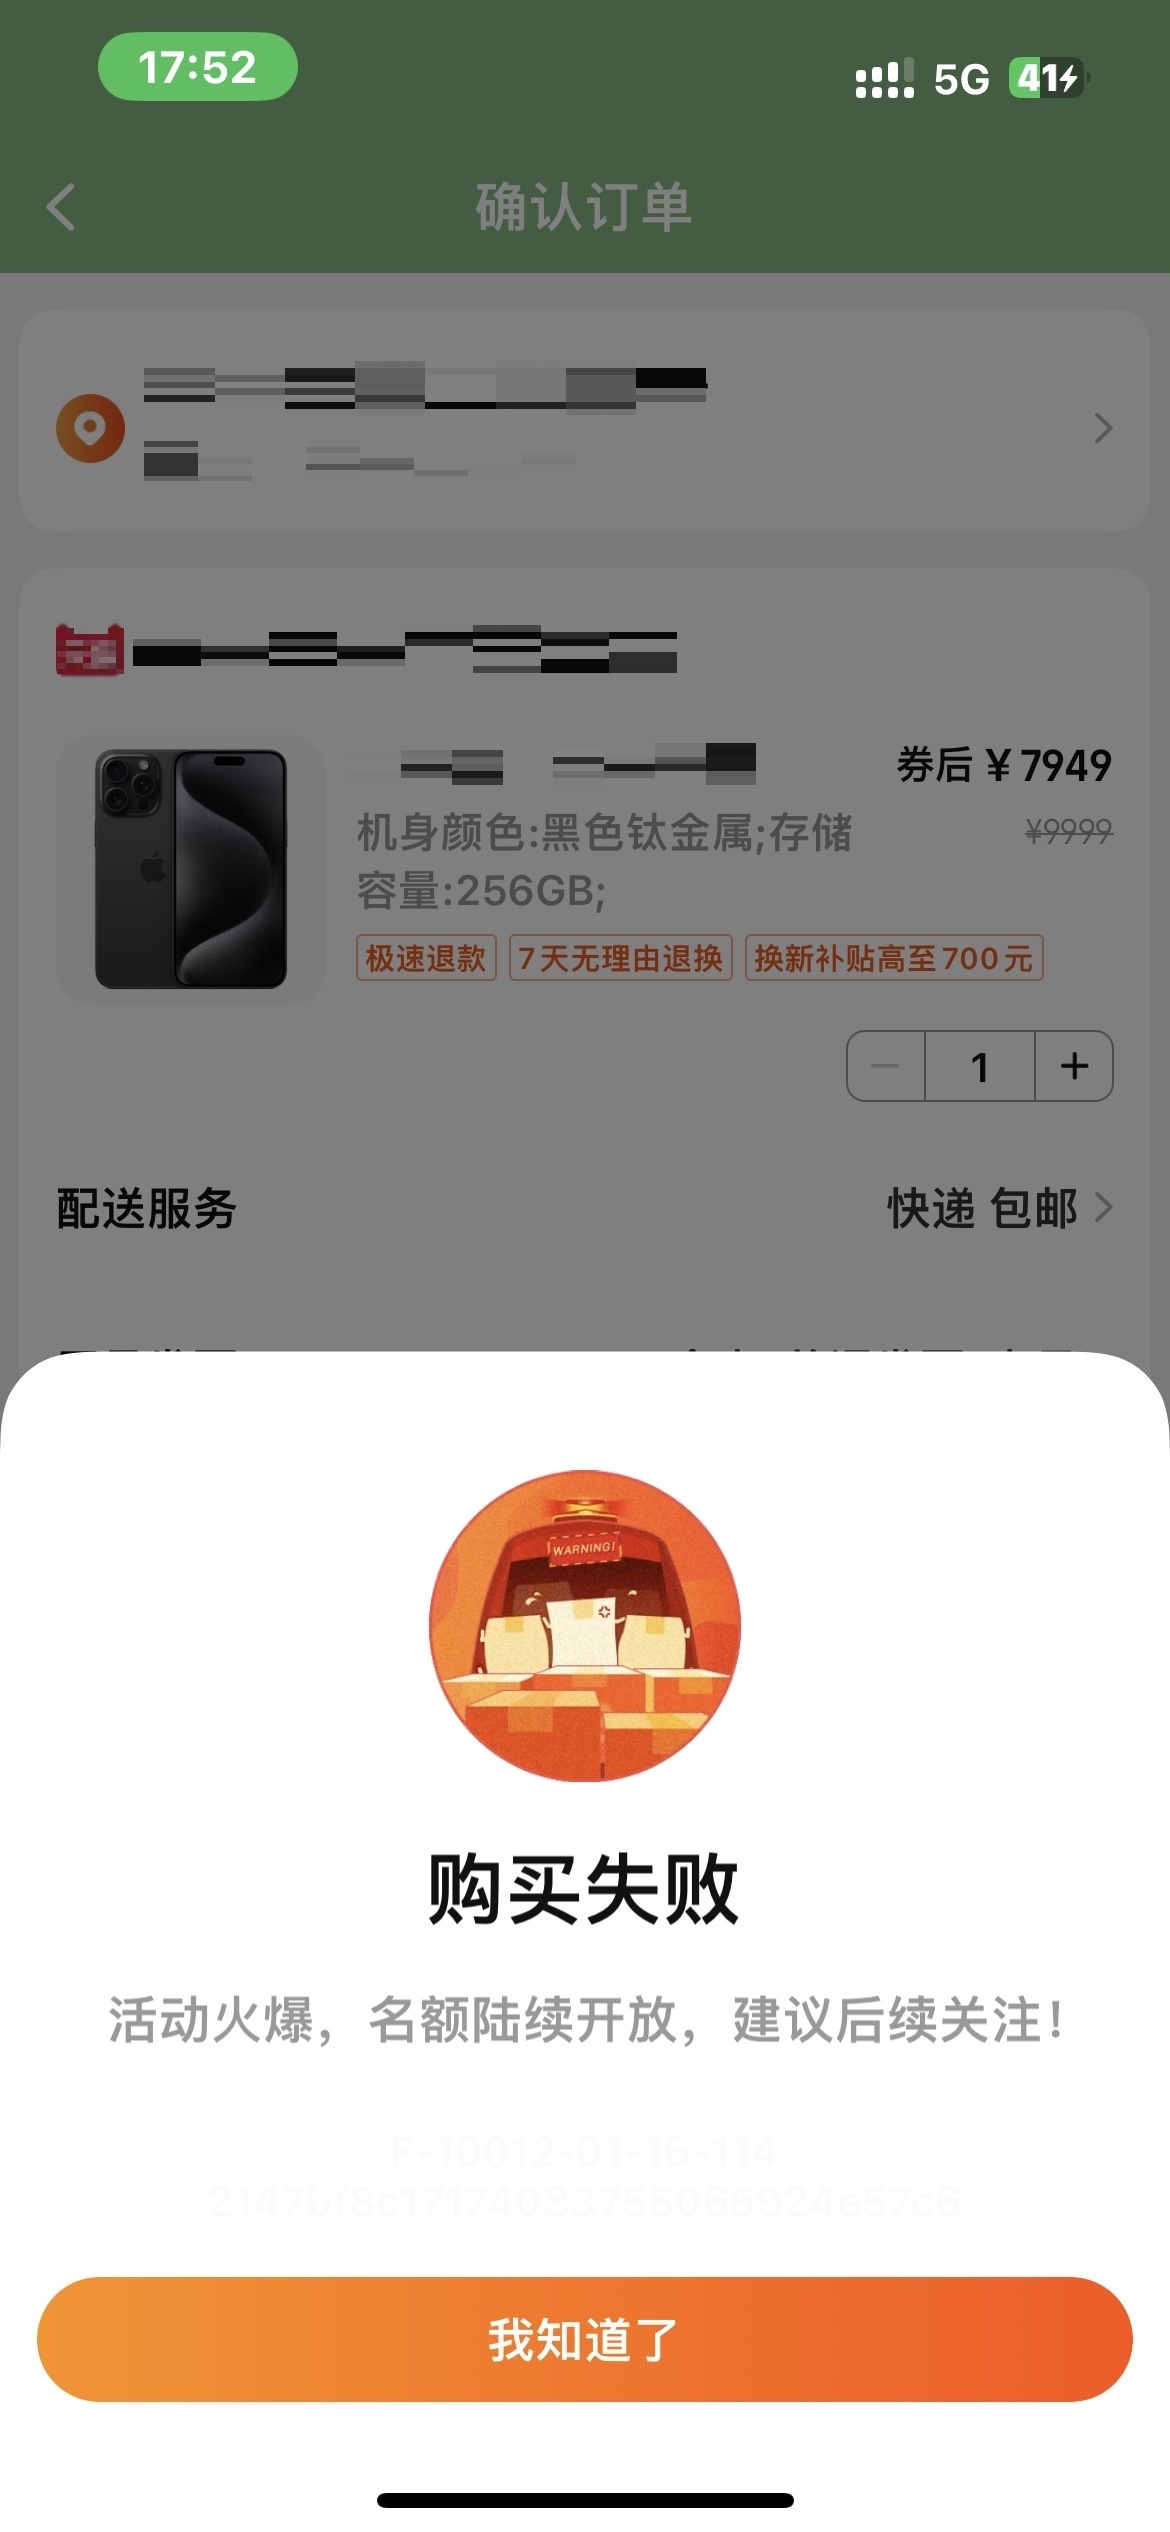 17:52
5G
41
确认订单
券后 ¥ 7949
机身颜色:黑色钛金属;存储
¥9999
容量:256GB;
极速退款
7天无理由退换
换新补贴高至700元
1
配送服务
快递 包邮
WARNING!
购买失败
活动火爆，名额陆续开放，建议后续关注！
F-10012-01-16-114
2147bf8c17174083755065924e57c6
我知道了